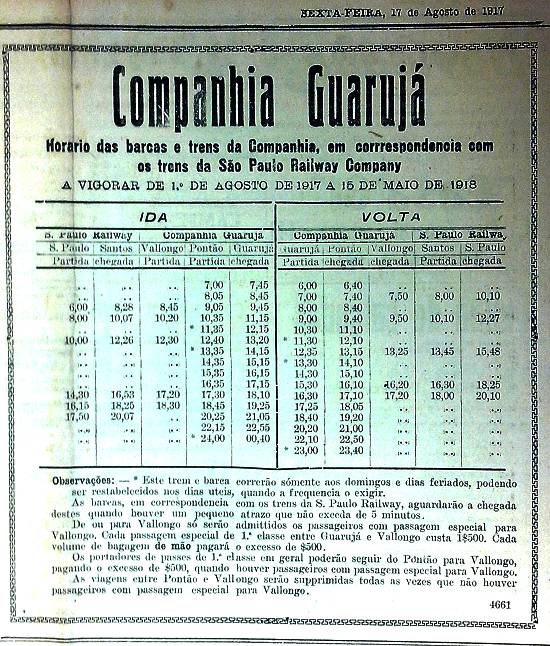 SEXTA-FEIRA, 17 de Agosto de 1917
Companhia Guarujá
Horario das barcas e trens da Companhia, em corrrespondencia com
os trens da São Paulo Railway Company
A VIGORAR DE 1.º DE AGOSTO DE 1917 A 15 DE MAIO DE 1918
IDA VOLTA
S. Paulo Railway Companhia Guarujá Companhia Guarujá S. Paulo Railwa,
S. Paulo Santos Vallongo Pontão Guarujá Guarujá Pontão Vallongo Santos S. Paulo
Partida chegada Partida Partida chegada Partida chegada chegada Partida chegada
.. .. .. 7,00 7,45 6,00 6,40 .. .. ..
.. .. .. 8,05 8,45 7,00 7,40 7,50 8,00 10,10
6,00 8,28 8,45 9,05 9,45 8,00 8,40 .. .. ..
8,00 10,07 10,20 10,35 11,15 9,00 9,40 9,50 10,10 12,27
.. .. .. * 11,35 12,15 10,30 11,10 .. .. ..
10,00 12,26 12,30 12,40 13,20 * 11,30 12,10 .. .. ..
.. .. .. * 13,35 14,15 12,35 13,15 13,25 13,45 15,48
.. .. .. 14,35 15,15 * 13,30 14,10 .. .. ..
.. .. .. 15,35 16,15 14,30 15,10 .. .. ..
.. .. .. 16,35 17,15 15,30 16,10 16,20 16,30 18,25
14,30 16,53 17,20 17,30 18,10 16,30 17,10 17,20 18,00 20,10
16,15 18,25 18,30 18,45 19,25 17,25 18,05 .. .. ..
17,50 20,07 .. 20,25 21,05 18,40 19,20 .. .. ..
.. .. .. 22,15 22,55 20,20 21,00 .. .. ..
.. .. .. * 24,00 00,40 22,10 22,50 .. .. ..
* 23,00 23,40 .. .. ..
Observações: — * Este trem e barca correrão sómente aos domingos e dias feriados, podendo
ser restabelecidos nos dias uteis, quando a frequencia o exigir.
As barcas, em correspondencia com os trens da S. Paulo Railway, aguardarão a chegada
destes quando houver um pequeno atrazo que não exceda de 5 minutos.
De ou para Vallongo só serão admittidos os passageiros com passagem especial para
Vallongo. Cada passagem especial de 1.ª classe entre Guarujá e Vallongo custa 1$500. Cada
volume de bagagem de mão pagará o excesso de $500.
Os portadores de passes de 1.ª classe em geral poderão seguir do Pontão para Vallongo,
pagando o excesso de $500, quando houver passageiros com passagem especial para Vallongo.
As viagens entre Pontão e Vallongo serão supprimidas todas as vezes que não houver
passageiros com passagem especial para Vallongo.
4661